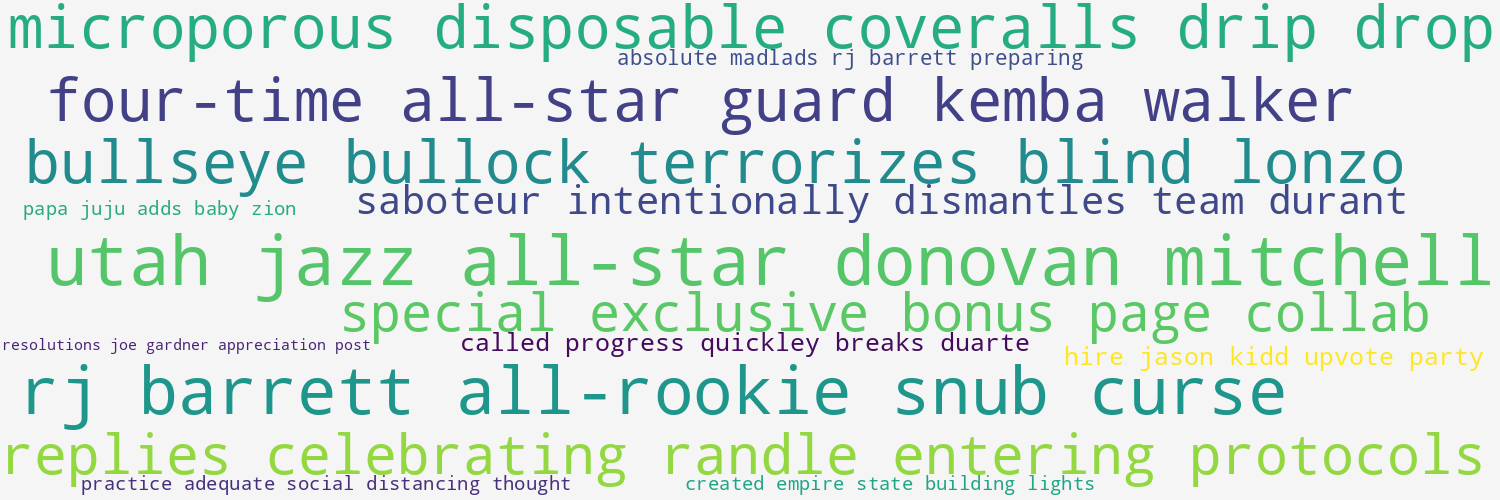 microporous disposable coveralls drip drop
absolute madlads rj barrett preparing
four-time all-star guard kemba walker
bullseye bullock terrorizes blind lonzo
saboteur intentionally dismantles team durant
papa juju adds baby zion
utah jazz all-star donovan mitchell
special exclusive bonus page collab
called progress quickley breaks duarte
resolutions joe gardner appreciation post
hire jason kidd upvote party
rj barrett all-rookie snub curse
replies celebrating randle entering protocols
practice adequate social distancing thought
created empire state building lights